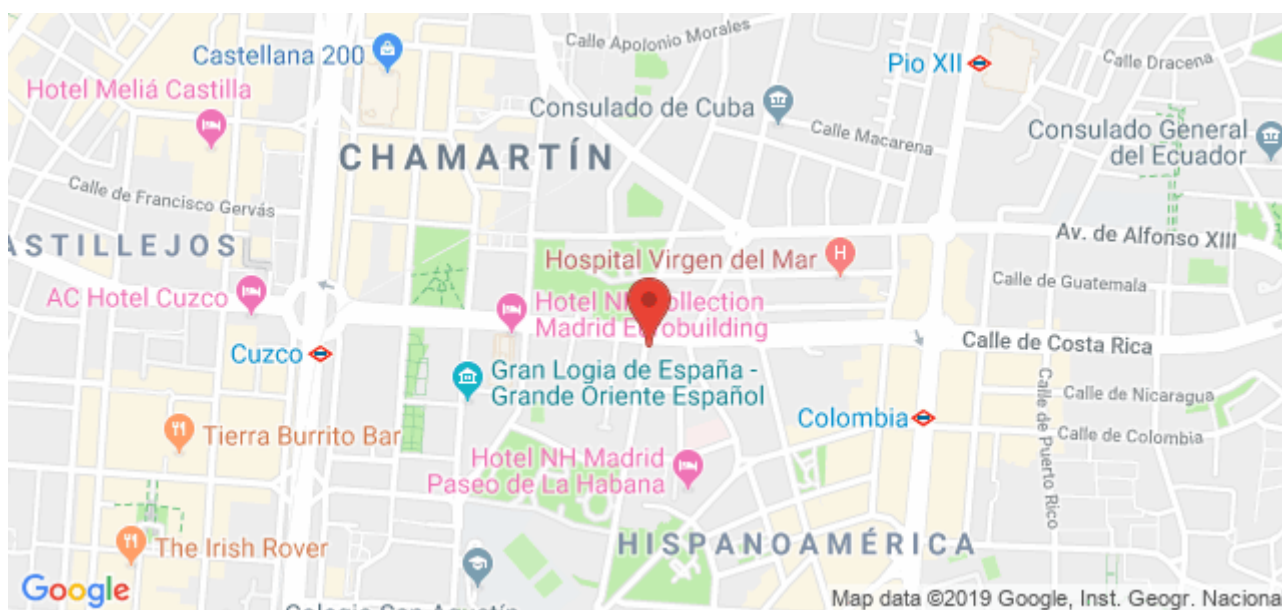 Calle Apolonio Morales
Castellana 200
Pio XII
Calle Dracena
Hotel Meliá Castilla
Consulado de Cuba
Calle Macarena
Consulado General
del Ecuador
CHAMARTÍN
Calle de Francisco Gervás
ASTILLEJOS
Av. de Alfonso XIII
Hospital Virgen del Mar
H
Calle de Guatemala
AC Hotel Cuzco
Hotel NH Collection
Madrid Eurobuilding
Calle de Costa Rica
Cuzco
Gran Logia de España -
Grande Oriente Español
Calle de Nicaragua
Calle de Puerto Rico
Colombia
Calle de Colombia
Tierra Burrito Bar
Hotel NH Madrid
Paseo de La Habana
The Irish Rover
HISPANOAMÉRICA
Google
Colegio San Agustín
Map data ©2019 Google, Inst. Geogr. Naciona